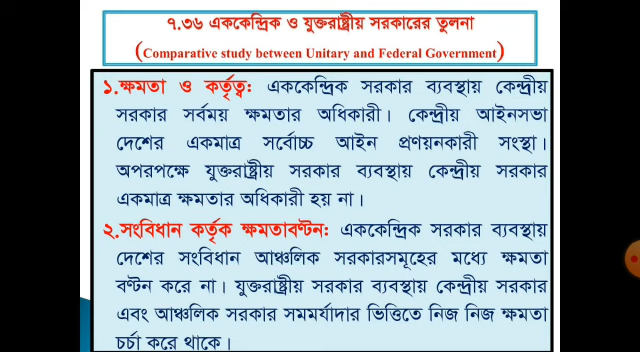 ৭.৩৬ এককেন্দ্রিক ও যুক্তরাষ্ট্রীয় সরকারের তুলনা
(Comparative study between Unitary and Federal Government)
১.ক্ষমতা ও কর্তৃত্ব: এককেন্দ্রিক সরকার ব্যবস্থায় কেন্দ্রীয়
সরকার সর্বময় ক্ষমতার অধিকারী। কেন্দ্রীয় আইনসভা
দেশের একমাত্র সর্বোচ্চ আইন প্রণয়নকারী সংস্থা।
অপরপক্ষে যুক্তরাষ্ট্রীয় সরকার ব্যবস্থায় কেন্দ্রীয় সরকার
একমাত্র ক্ষমতার অধিকারী হয় না।
২.সংবিধান কর্তৃক ক্ষমতাবণ্টন: এককেন্দ্রিক সরকার ব্যবস্থায়
দেশের সংবিধান আঞ্চলিক সরকারসমূহের মধ্যে ক্ষমতা
বণ্টন করে না। যুক্তরাষ্ট্রীয় সরকার ব্যবস্থায় কেন্দ্রীয় সরকার
এবং আঞ্চলিক সরকার সমমর্যাদার ভিত্তিতে নিজ নিজ ক্ষমতা
চর্চা করে থাকে।